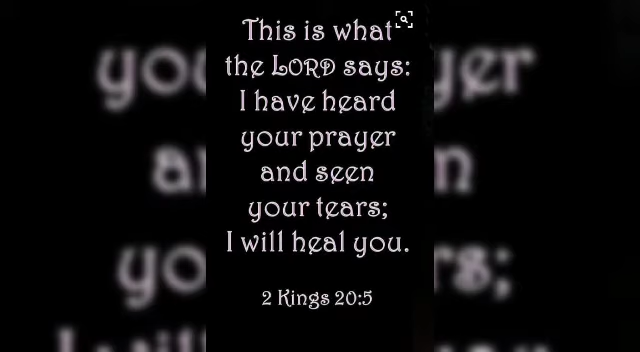 This is what
the LORD says:
I have heard
your prayer
and seen
your tears;
I will heal you.
2 Kings 20:5